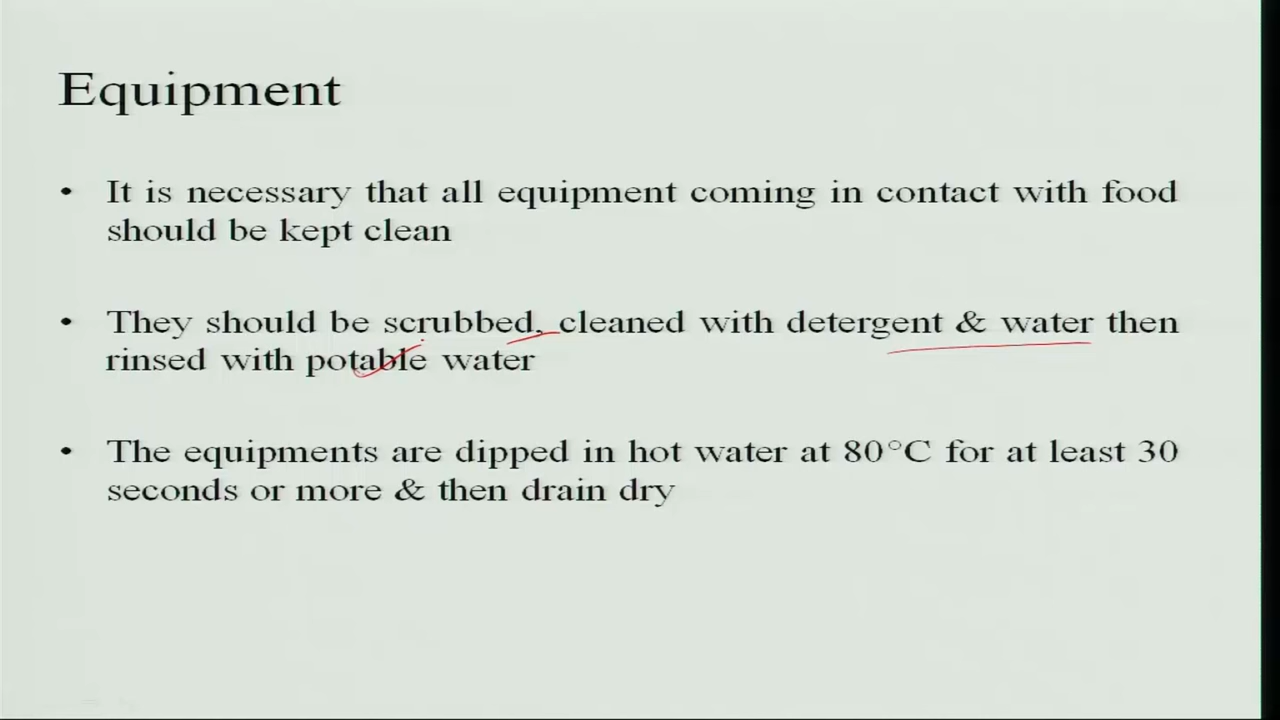 Equipment
• It is necessary that all equipment coming in contact with food
should be kept clean
• They should be scrubbed, cleaned with detergent & water then
rinsed with potable water
• The equipments are dipped in hot water at 80°C for at least 30
seconds or more & then drain dry